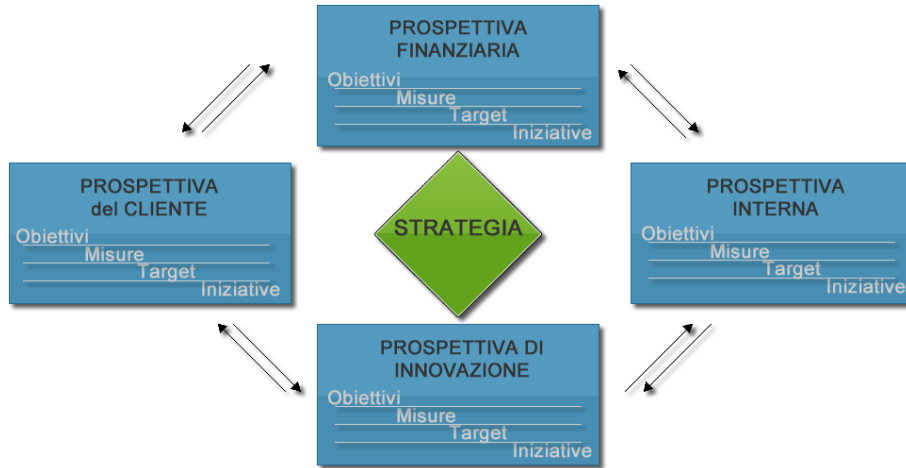 PROSPETTIVA
FINANZIARIA
Obiettivi
Misure
Target
Iniziative
PROSPETTIVA
del CLIENTE
Obiettivi
Misure
Target
Iniziative
STRATEGIA
PROSPETTIVA
INTERNA
Obiettivi
Misure
Target
Iniziative
PROSPETTIVA DI
INNOVAZIONE
Obiettivi
Misure
Target
Iniziative